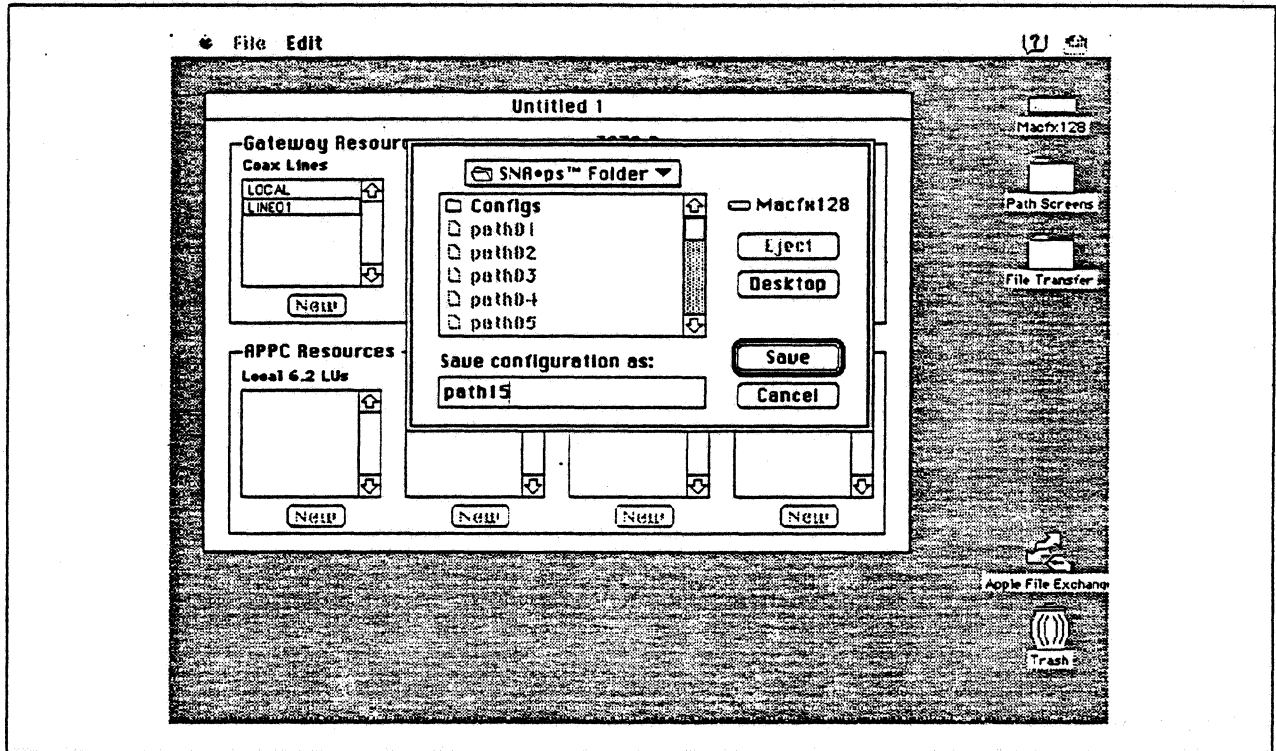 File Edit
Untitled 1
Macfx128
Gateway Resour
Coax Lines
LOCAL
LINE01
New
SNA•ps™ Folder
Configs
path01
path02
path03
path04
path05
Macfx128
Eject
Desktop
Save configuration as:
path15
Save
Cancel
Path Screens
File Transfer
APPC Resources
Local 6.2 LUs
New
New
New
New
Apple File Exchang
Trash